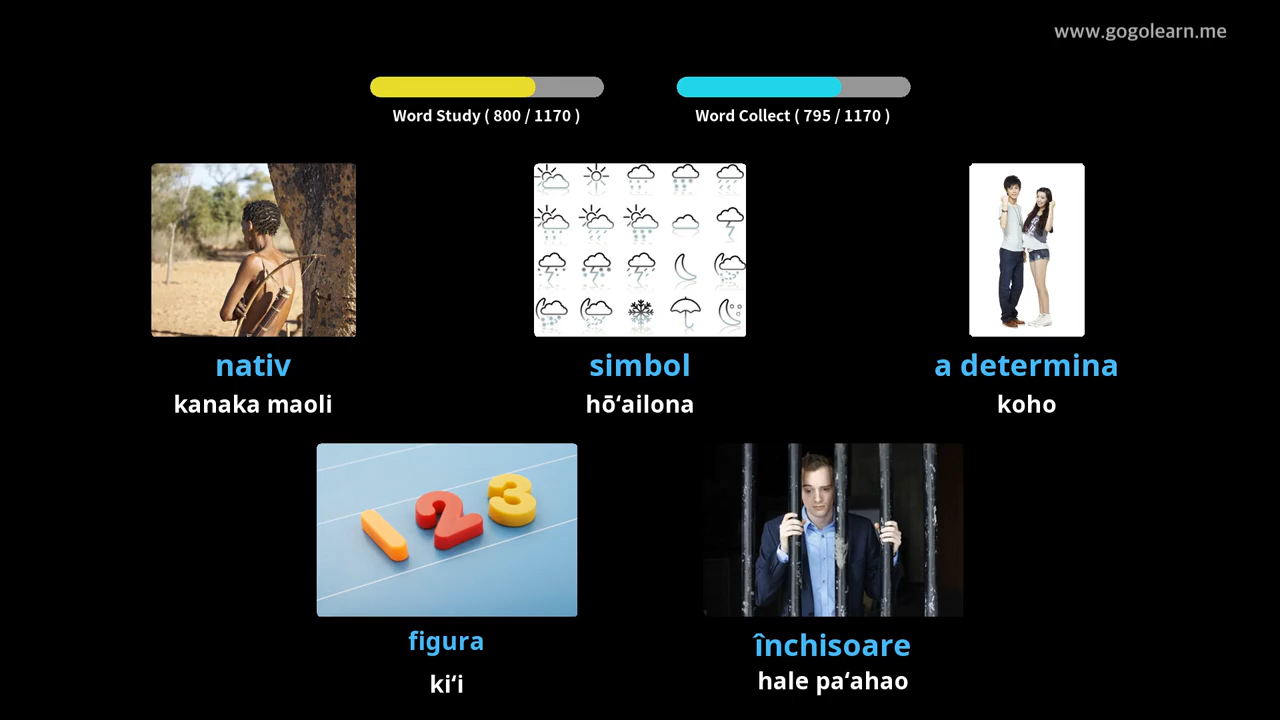 www.gogolearn.me
Word Study ( 800 / 1170 )
Word Collect ( 795 / 1170 )
nativ
kanaka maoli
simbol
hōʻailona
a determina
koho
figura
kiʻi
închisoare
hale paʻahao